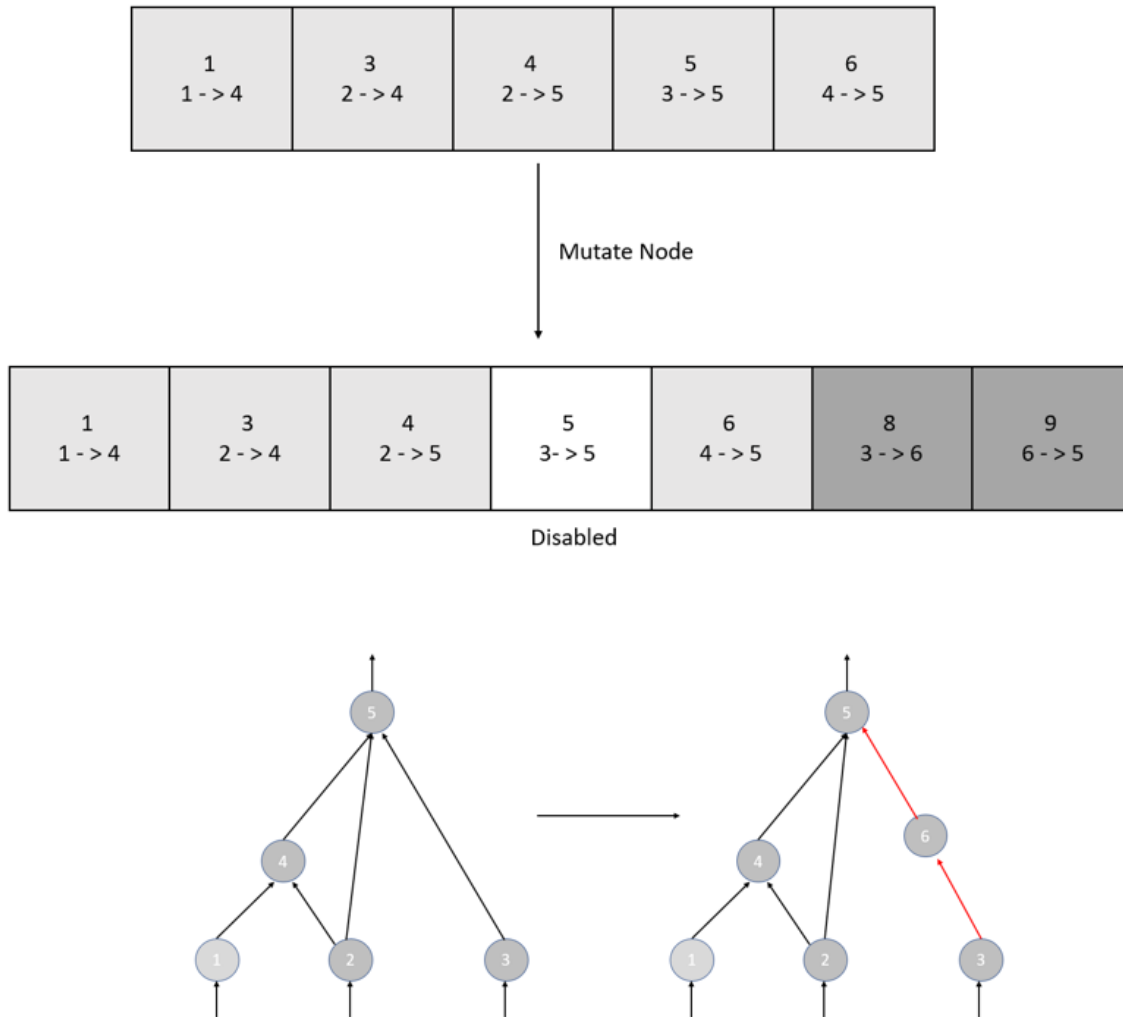 1 3 4 5 6
1 - > 4 2 - > 4 2 - > 5 3 - > 5 4 - > 5
Mutate Node
1 3 4 5 6 8 9
1 - > 4 2 - > 4 2 - > 5 3- > 5 4 - > 5 3 - > 6 6 - > 5
Disabled
5 5
6
4 4
1 2 3 1 2 3